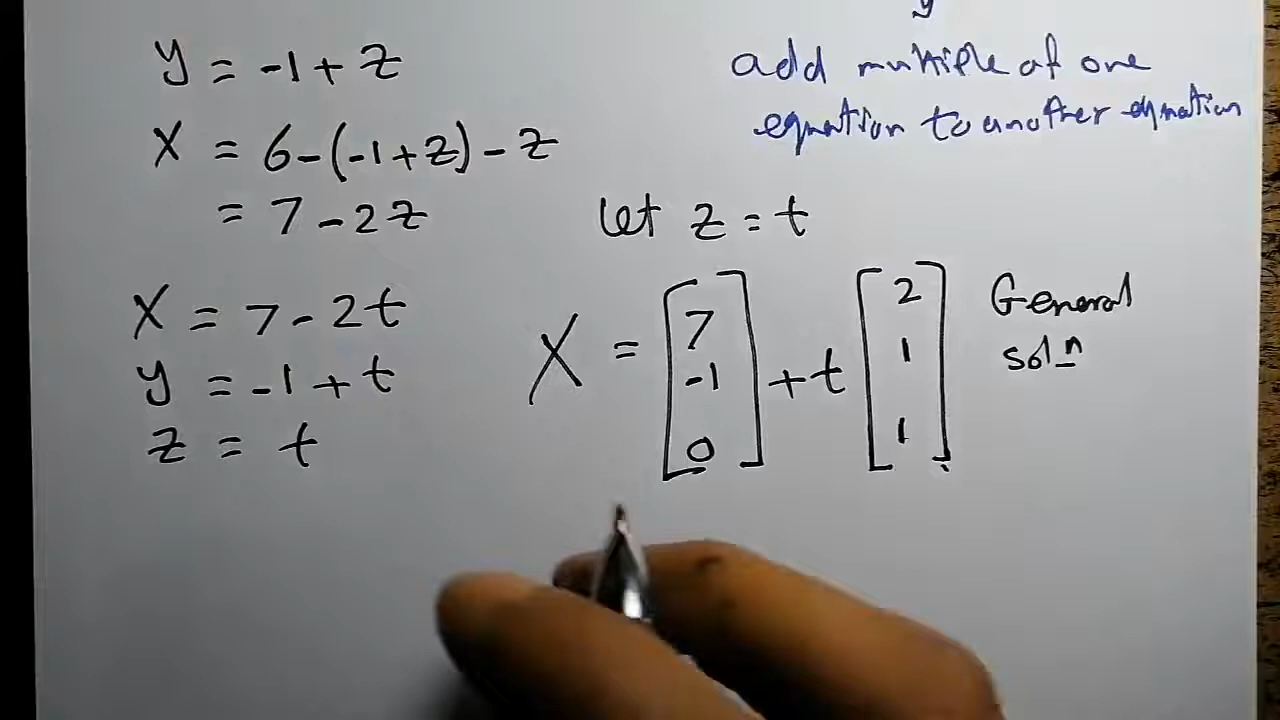 y = -1 + z
add multiple of one
equation to another equation
x = 6 - (-1 + z) - z
= 7 - 2z
let z = t
x = 7 - 2t
y = -1 + t
z = t
X = [7 -1 0] + t [2 1 1]
General
soln